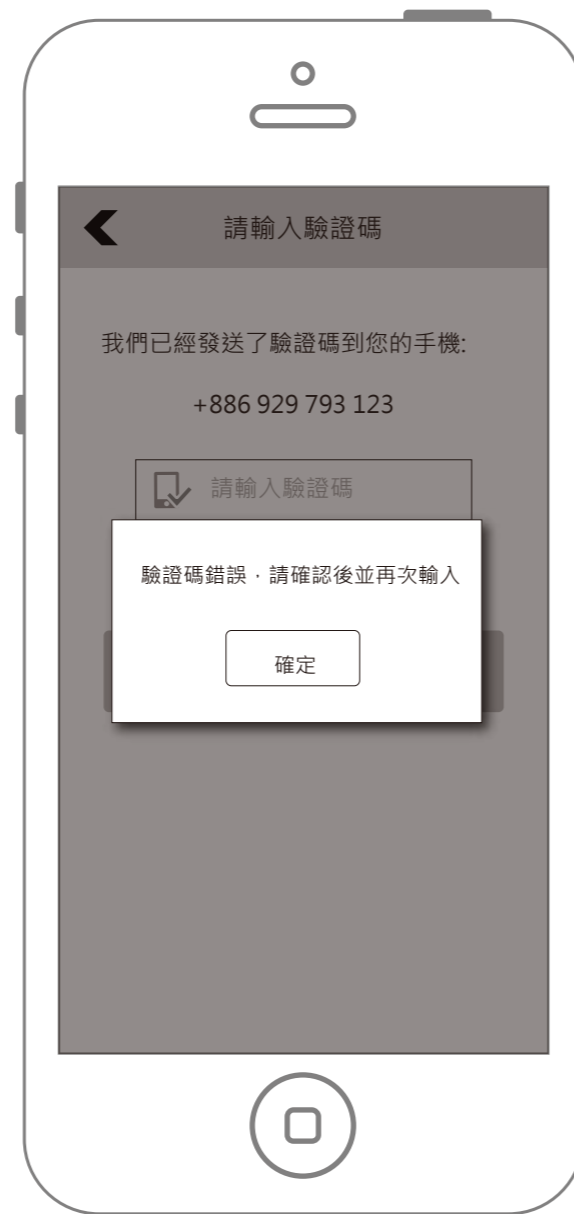 請輸入驗證碼
我們已經發送了驗證碼到您的手機:
+886 929 793 123
請輸入驗證碼
驗證碼錯誤，請確認後並再次輸入
確定